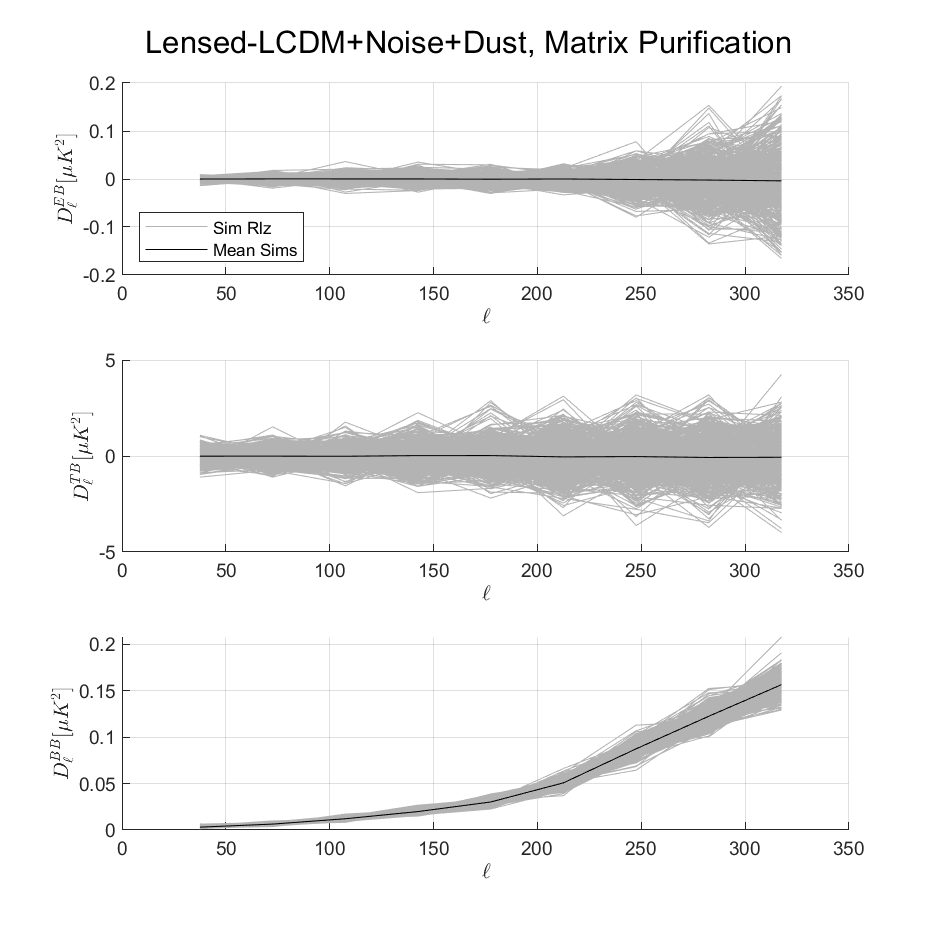 Lensed-LCDM+Noise+Dust, Matrix Purification
0.2
0.1
0
-0.1
-0.2
D_ℓ^{EB}[μK²]
Sim Rlz
Mean Sims
0 50 100 150 200 250 300 350
ℓ
5
0
-5
D_ℓ^{TB}[μK²]
0 50 100 150 200 250 300 350
ℓ
0.2
0.15
0.1
0.05
0
D_ℓ^{BB}[μK²]
0 50 100 150 200 250 300 350
ℓ